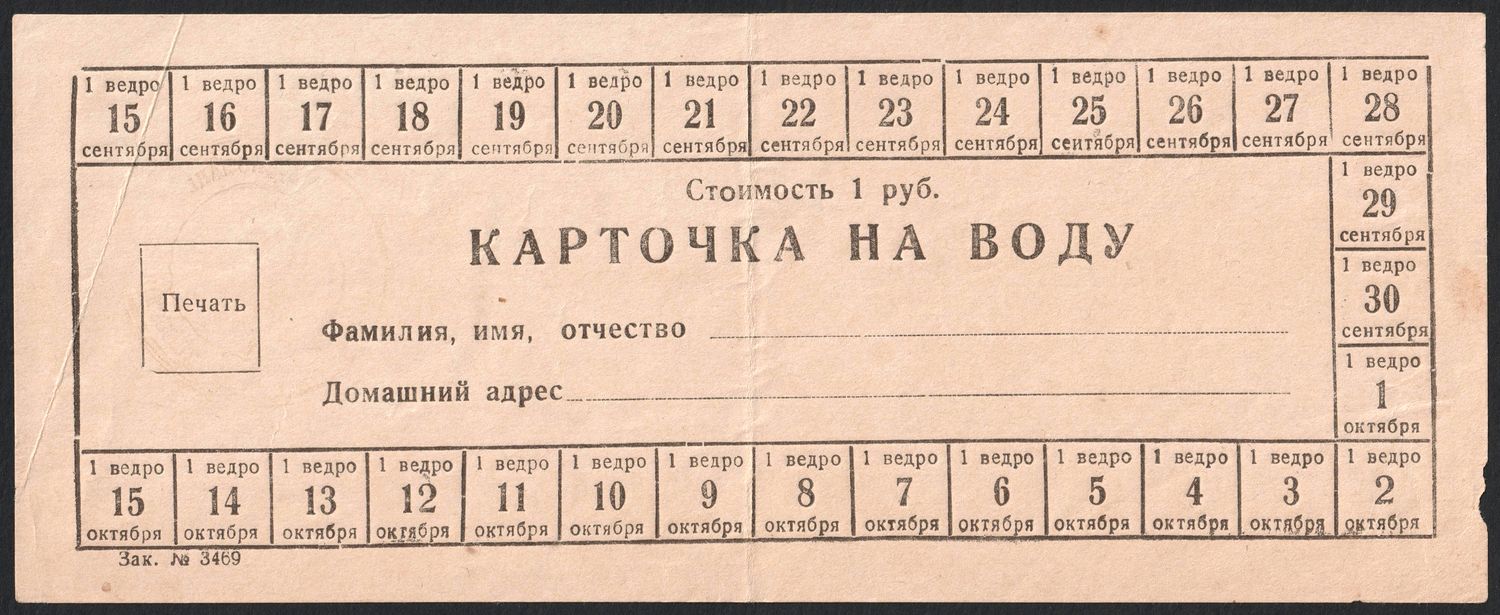 1 ведро 1 ведро 1 ведро 1 ведро 1 ведро 1 ведро 1 ведро 1 ведро 1 ведро 1 ведро 1 ведро 1 ведро 1 ведро 1 ведро
15 16 17 18 19 20 21 22 23 24 25 26 27 28
сентября сентября сентября сентября сентября сентября сентября сентября сентября сентября сентября сентября сентября сентября
Стоимость 1 руб.
КАРТОЧКА НА ВОДУ
Печать
Фамилия, имя, отчество
Домашний адрес
1 ведро
29
сентября
1 ведро
30
сентября
1 ведро
1
октября
1 ведро 1 ведро 1 ведро 1 ведро 1 ведро 1 ведро 1 ведро 1 ведро 1 ведро 1 ведро 1 ведро 1 ведро 1 ведро 1 ведро
15 14 13 12 11 10 9 8 7 6 5 4 3 2
октября октября октября октября октября октября октября октября октября октября октября октября октября октября
Зак. № 3469